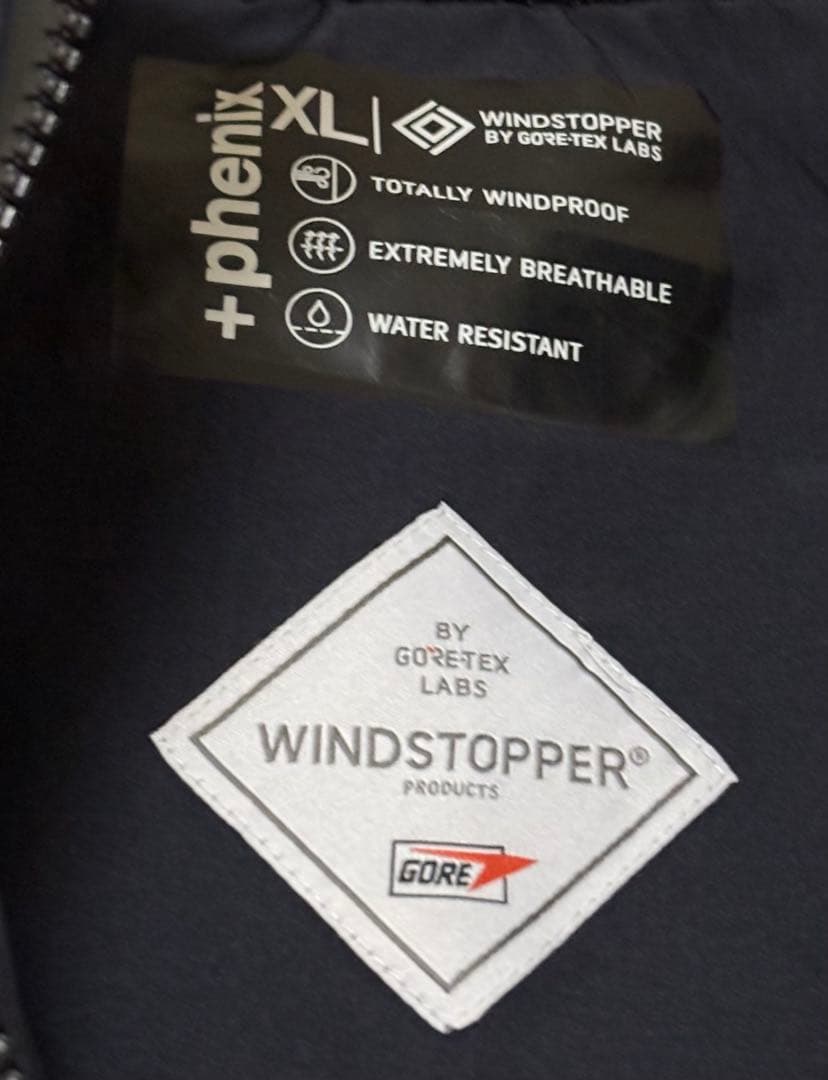 +phenix
XL
WINDSTOPPER
BY GORE-TEX LABS
TOTALLY WINDPROOF
EXTREMELY BREATHABLE
WATER RESISTANT
BY
GORE-TEX
LABS
WINDSTOPPER®
PRODUCTS
GORE